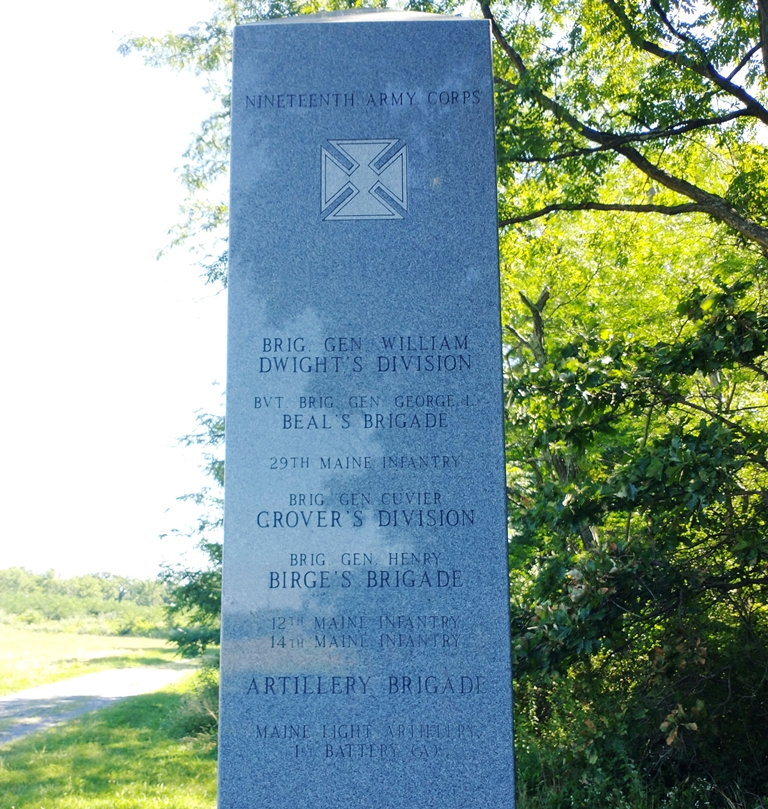 NINETEENTH ARMY CORPS
BRIG. GEN. WILLIAM
DWIGHT'S DIVISION
BVT. BRIG. GEN. GEORGE L.
BEAL'S BRIGADE
29TH MAINE INFANTRY
BRIG. GEN. CUVIER
GROVER'S DIVISION
BRIG. GEN. HENRY
BIRGE'S BRIGADE
12TH MAINE INFANTRY
14TH MAINE INFANTRY
ARTILLERY BRIGADE
MAINE LIGHT ARTILLERY,
1ST BATTERY (A)